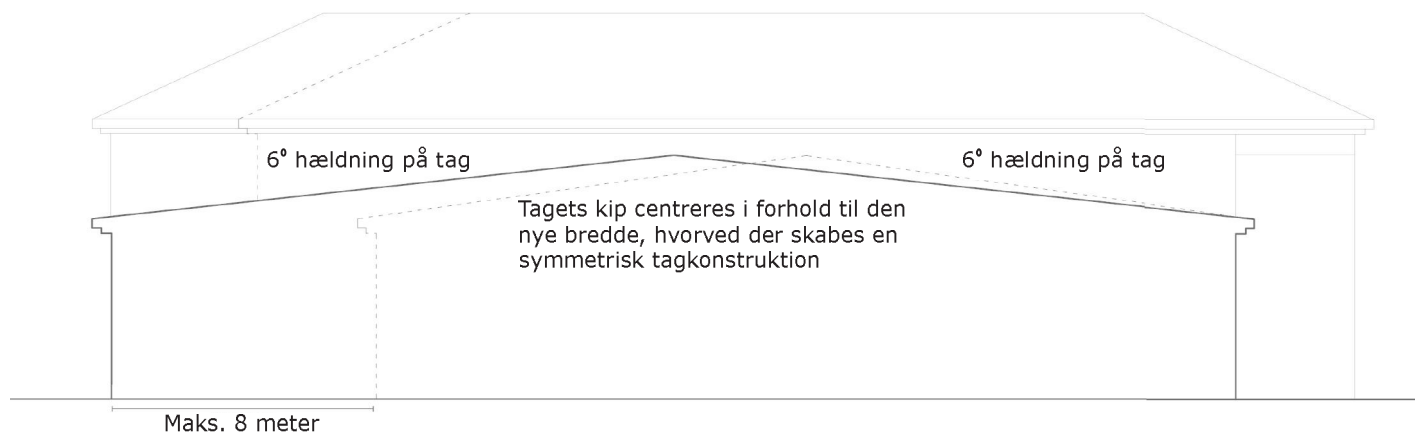 6° hældning på tag
6° hældning på tag
Tagets kip centreres i forhold til den
nye bredde, hvorved der skabes en
symmetrisk tagkonstruktion
Maks. 8 meter